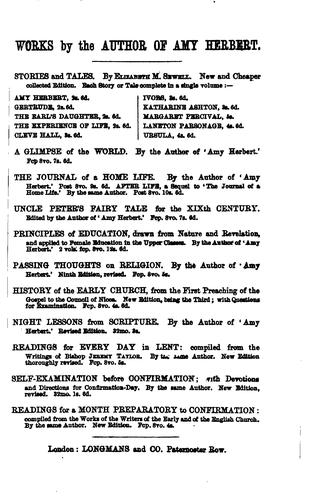 WORKS by the AUTHOR OF AMY HERBERT.
STORIES and TALES. By ELIZABETH M. SEWELL. New and Cheaper
collected Edition. Each Story or Tale complete in a single volume:—
AMY HERBERT, 2s. 6d.
GERTRUDE, 2s. 6d.
THE EARL'S DAUGHTER, 2s. 6d.
THE EXPERIENCE OF LIFE, 2s. 6d.
CLEVE HALL, 3s. 6d.
IVORS, 3s. 6d.
KATHARINE ASHTON, 3s. 6d.
MARGARET PERCIVAL, 5s.
LANETON PARSONAGE, 4s. 6d.
URSULA, 4s. 6d.
A GLIMPSE of the WORLD. By the Author of 'Amy Herbert.'
Fcp 8vo. 7s. 6d.
THE JOURNAL of a HOME LIFE. By the Author of 'Amy
Herbert.' Post 8vo. 9s. 6d. AFTER LIFE, a Sequel to 'The Journal of a
Home Life.' By the same Author. Post 8vo. 10s. 6d.
UNCLE PETER'S FAIRY TALE for the XIXth CENTURY.
Edited by the Author of 'Amy Herbert.' Fcp. 8vo. 7s. 6d.
PRINCIPLES of EDUCATION, drawn from Nature and Revelation,
and applied to Female Education in the Upper Classes. By the Author of 'Amy
Herbert.' 2 vols. fcp. 8vo. 12s. 6d.
PASSING THOUGHTS on RELIGION. By the Author of 'Amy
Herbert.' Ninth Edition, revised. Fcp. 8vo. 5s.
HISTORY of the EARLY CHURCH, from the First Preaching of the
Gospel to the Council of Nicea. New Edition, being the Third; with Questions
for Examination. Fcp. 8vo. 4s. 6d.
NIGHT LESSONS from SCRIPTURE. By the Author of 'Amy
Herbert.' Revised Edition. 32mo. 3s.
READINGS for EVERY DAY in LENT: compiled from the
Writings of Bishop JEREMY TAYLOR. By the same Author. New Edition
thoroughly revised. Fcp. 8vo. 5s.
SELF-EXAMINATION before CONFIRMATION; with Devotions
and Directions for Confirmation-Day. By the same Author. New Edition,
revised. 32mo. 1s. 6d.
READINGS for a MONTH PREPARATORY to CONFIRMATION:
compiled from the Works of the Writers of the Early and of the English Church.
By the same Author. New Edition. Fcp. 8vo. 4s.
London: LONGMANS and CO. Paternoster Row.